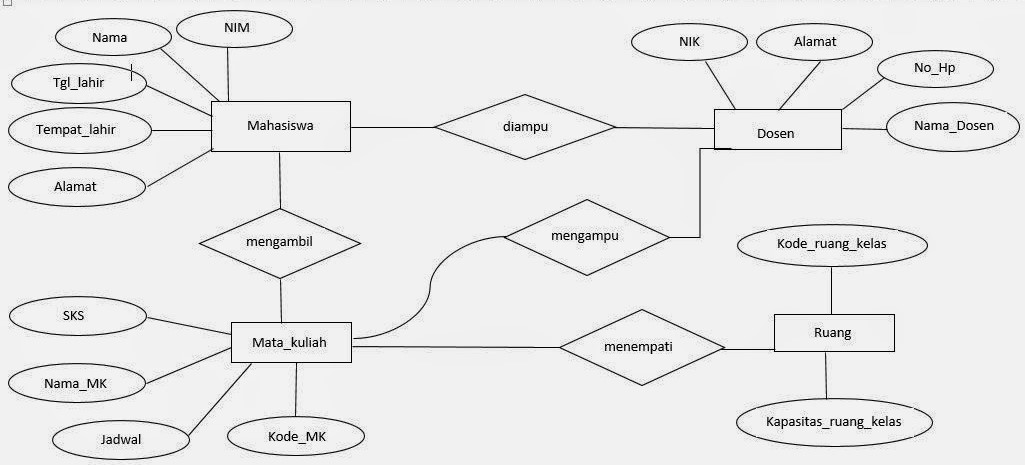 NIM
Nama
NIK
Alamat
No_Hp
Tgl_lahir
Tempat_lahir
Mahasiswa
diampu
Dosen
Nama_Dosen
Alamat
mengambil
mengampu
Kode_ruang_kelas
SKS
Mata_kuliah
menempati
Ruang
Nama_MK
Jadwal
Kode_MK
Kapasitas_ruang_kelas